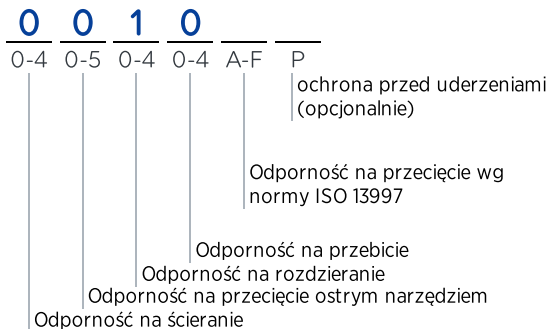 0 0 1 0
0-4 0-5 0-4 0-4 A-F P
ochrona przed uderzeniami
(opcjonalnie)
Odporność na przecięcie wg
normy ISO 13997
Odporność na przebicie
Odporność na rozdzieranie
Odporność na przecięcie ostrym narzędziem
Odporność na ścieranie